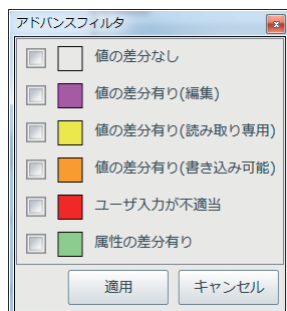 アドバンスフィルタ
値の差分なし
値の差分有り(編集)
値の差分有り(読み取り専用)
値の差分有り(書き込み可能)
ユーザ入力が不適当
属性の差分有り
適用 キャンセル